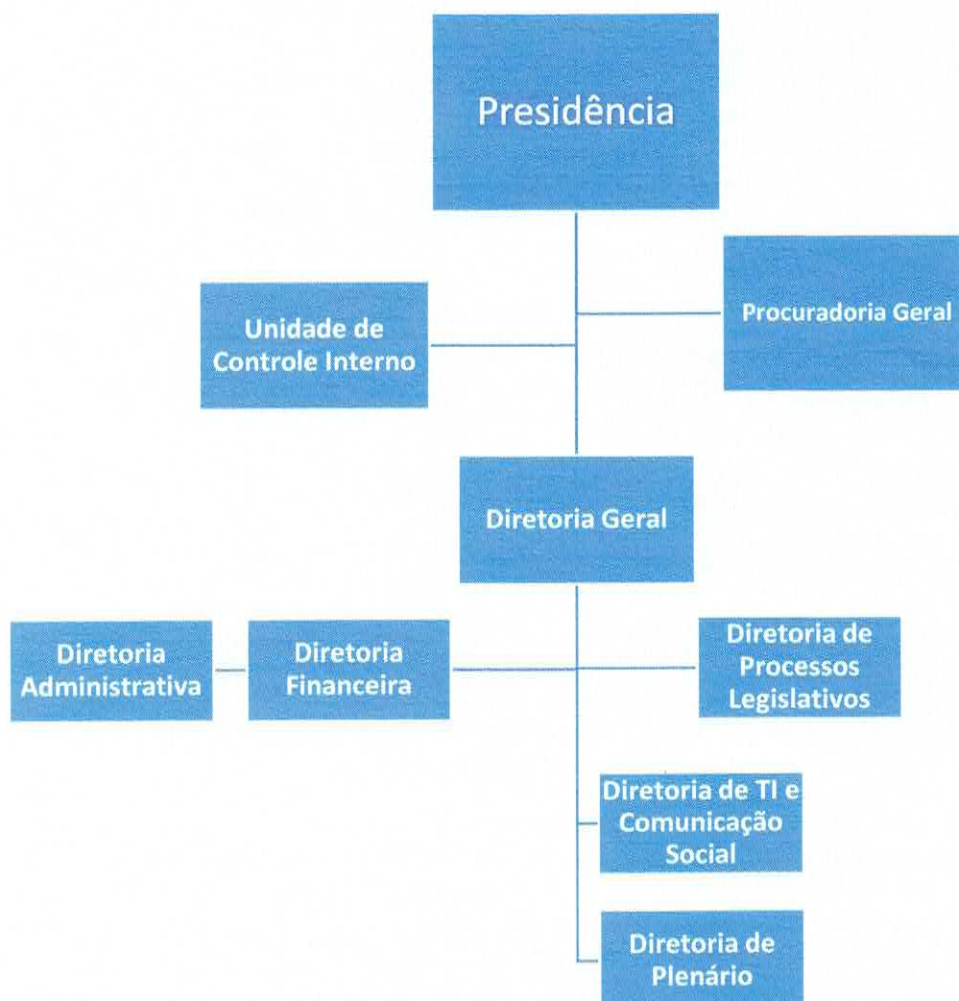 Presidência
Procuradoria Geral
Unidade de
Controle Interno
Diretoria Geral
Diretoria
Administrativa
Diretoria
Financeira
Diretoria de
Processos
Legislativos
Diretoria de TI e
Comunicação
Social
Diretoria de
Plenário